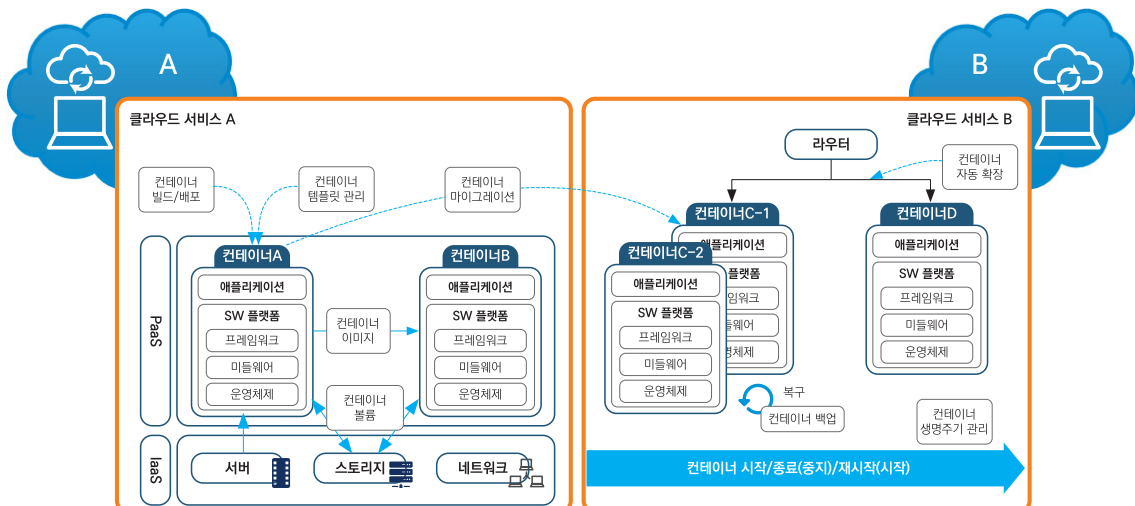 A
B
클라우드 서비스 A
클라우드 서비스 B
라우터
컨테이너
빌드/배포
컨테이너
템플릿 관리
컨테이너
마이그레이션
컨테이너
자동 확장
PaaS
컨테이너A
애플리케이션
SW 플랫폼
프레임워크
미들웨어
운영체제
컨테이너
이미지
컨테이너
볼륨
컨테이너B
애플리케이션
SW 플랫폼
프레임워크
미들웨어
운영체제
컨테이너C-1
애플리케이션
플랫폼
컨테이너C-2
애플리케이션
SW 플랫폼
프레임워크
미들웨어
운영체제
컨테이너D
애플리케이션
SW 플랫폼
프레임워크
미들웨어
운영체제
복구
컨테이너 백업
컨테이너
생명주기 관리
IaaS
서버
스토리지
네트워크
컨테이너 시작/종료(중지)/재시작(시작)